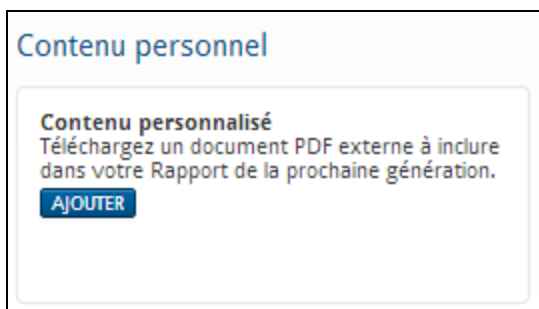 Contenu personnel
Contenu personnalisé
Téléchargez un document PDF externe à inclure
dans votre Rapport de la prochaine génération.
AJOUTER